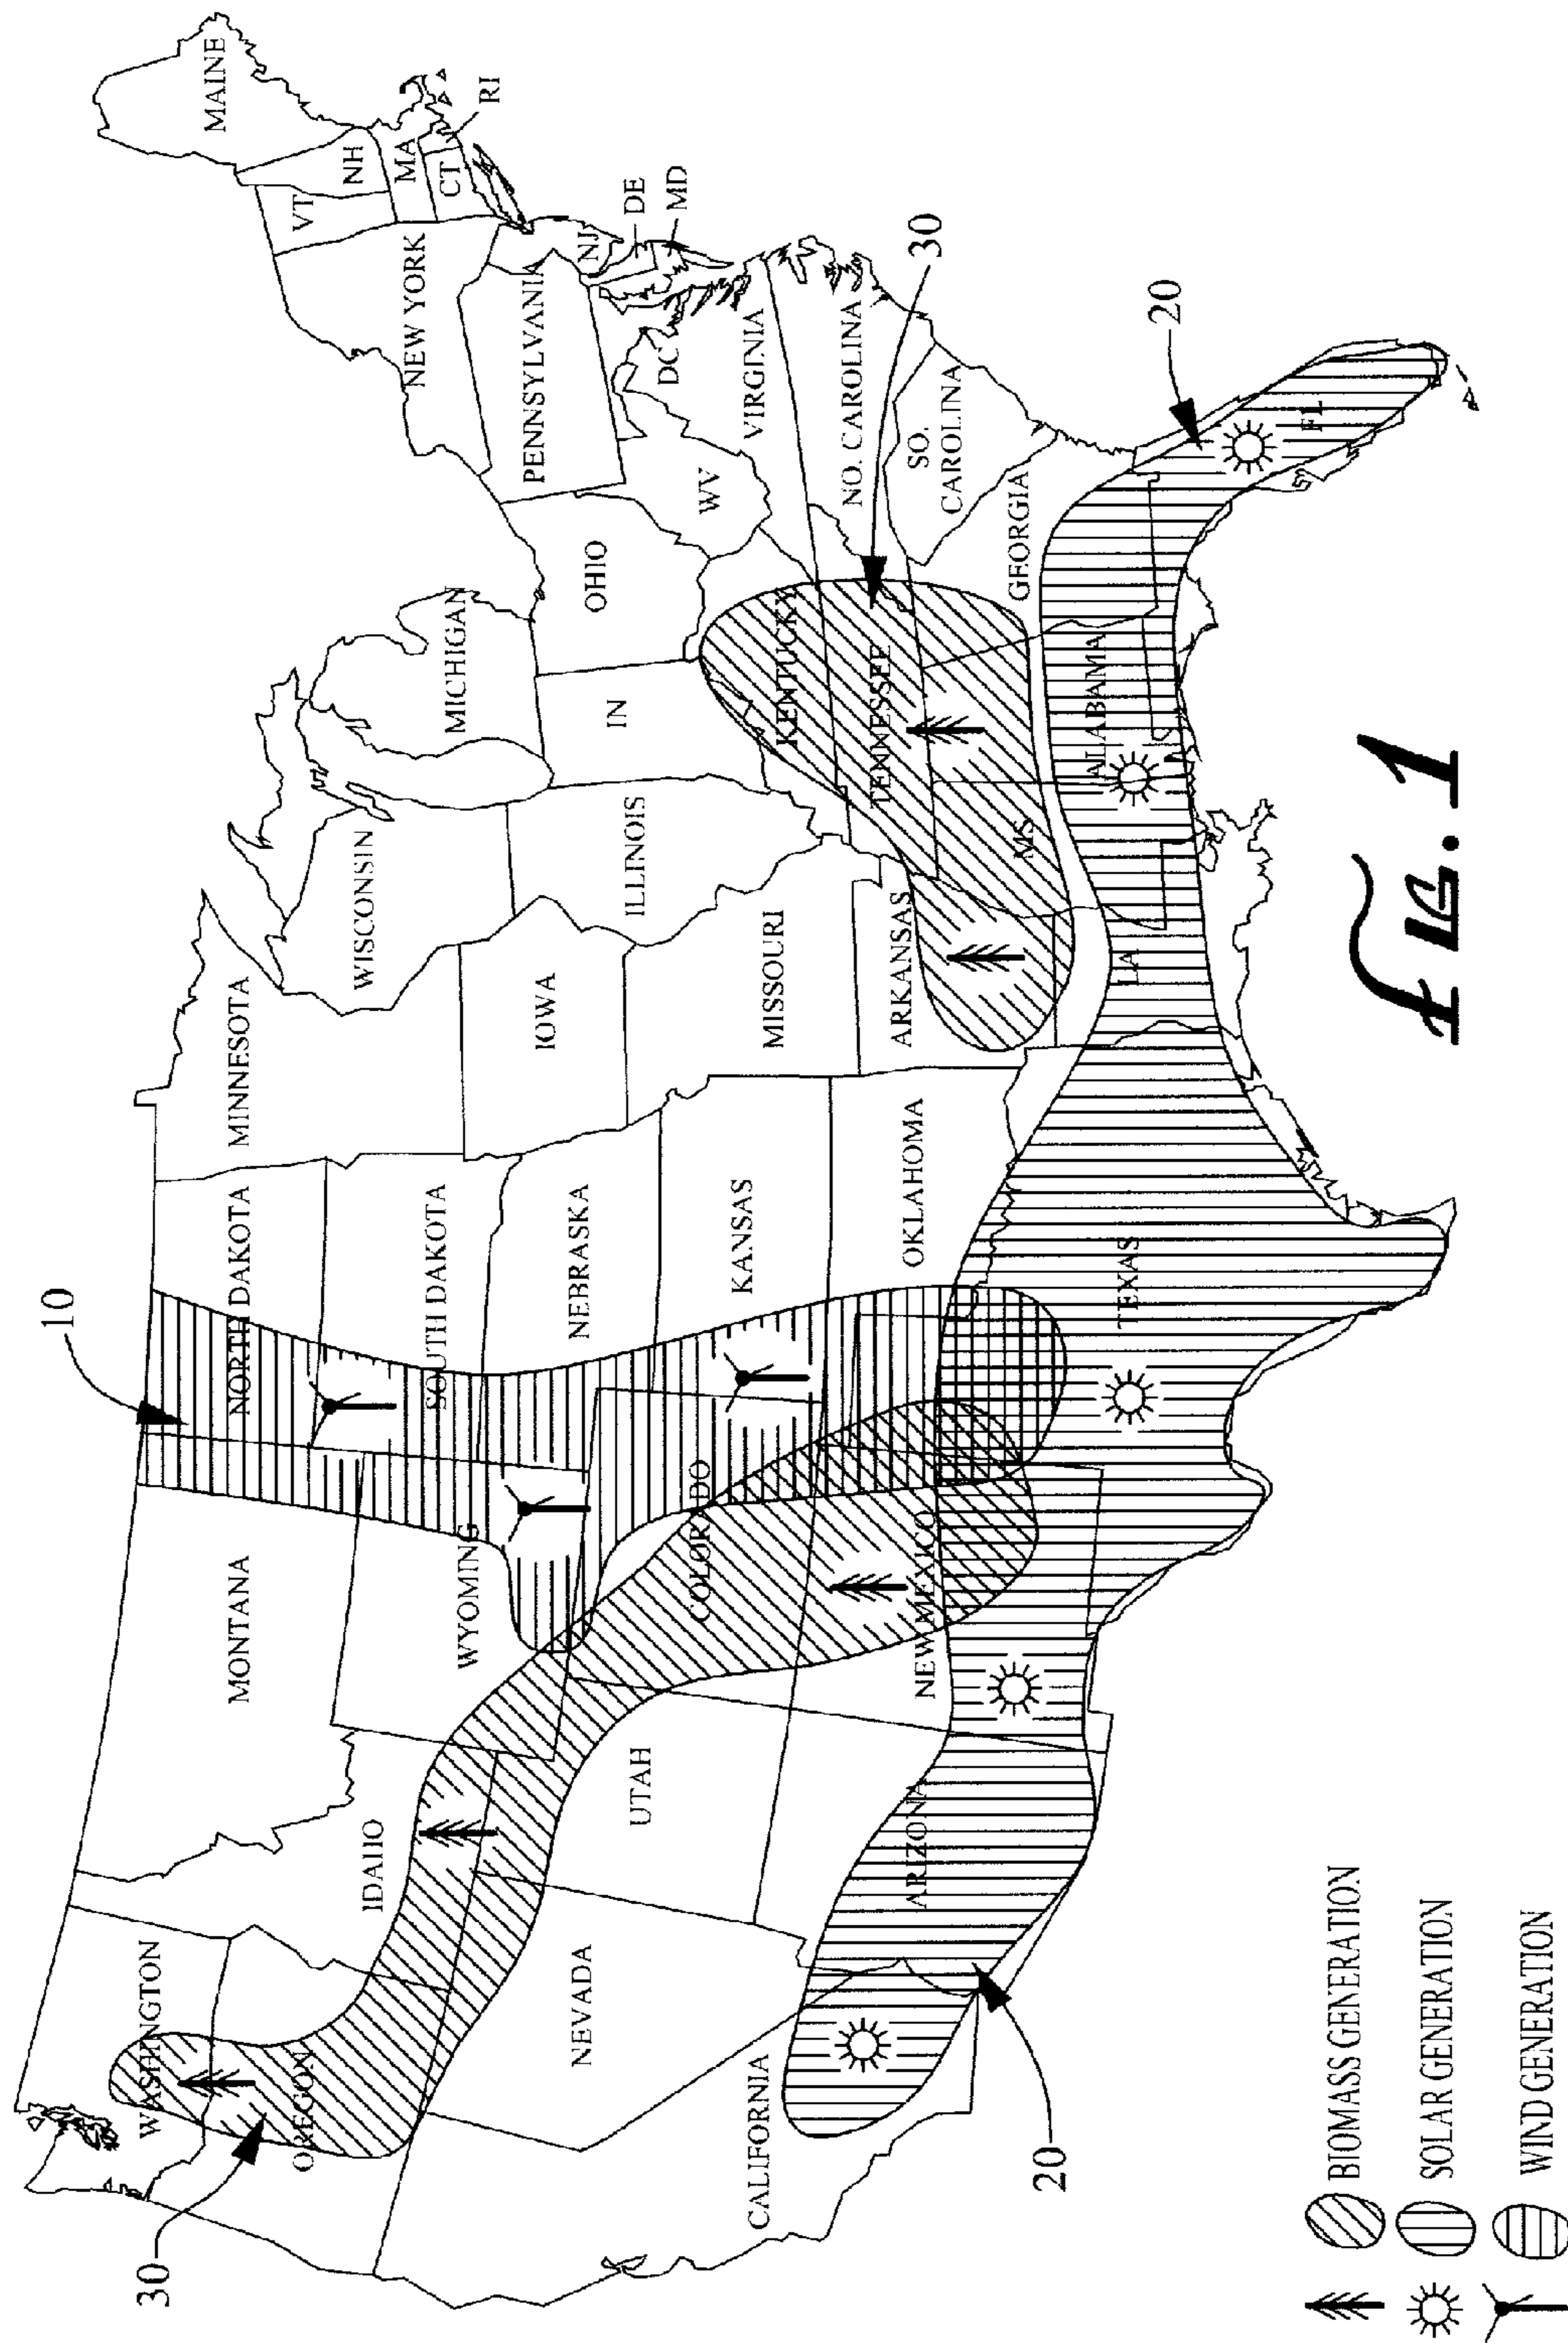 MAINE
VT
NH
MA
CT
RI
NEW YORK
NJ
PENNSYLVANIA
DE
MD
DC
WV
VIRGINIA
NO. CAROLINA
SO.
CAROLINA
GEORGIA
30
20
FL
OHIO
MICHIGAN
IN
KENTUCKY
TENNESSEE
ALABAMA
MS
WISCONSIN
ILLINOIS
MINNESOTA
IOWA
MISSOURI
ARKANSAS
LA
10
NORTH DAKOTA
SOUTH DAKOTA
NEBRASKA
KANSAS
OKLAHOMA
TEXAS
MONTANA
WYOMING
COLORADO
NEW MEXICO
IDAHO
UTAH
ARIZONA
WASHINGTON
OREGON
NEVADA
CALIFORNIA
30
20
BIOMASS GENERATION
SOLAR GENERATION
WIND GENERATION
FIG. 1